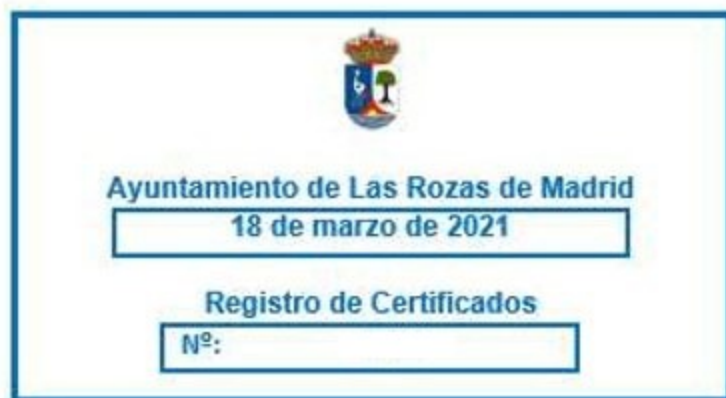 Ayuntamiento de Las Rozas de Madrid
18 de marzo de 2021
Registro de Certificados
Nº: